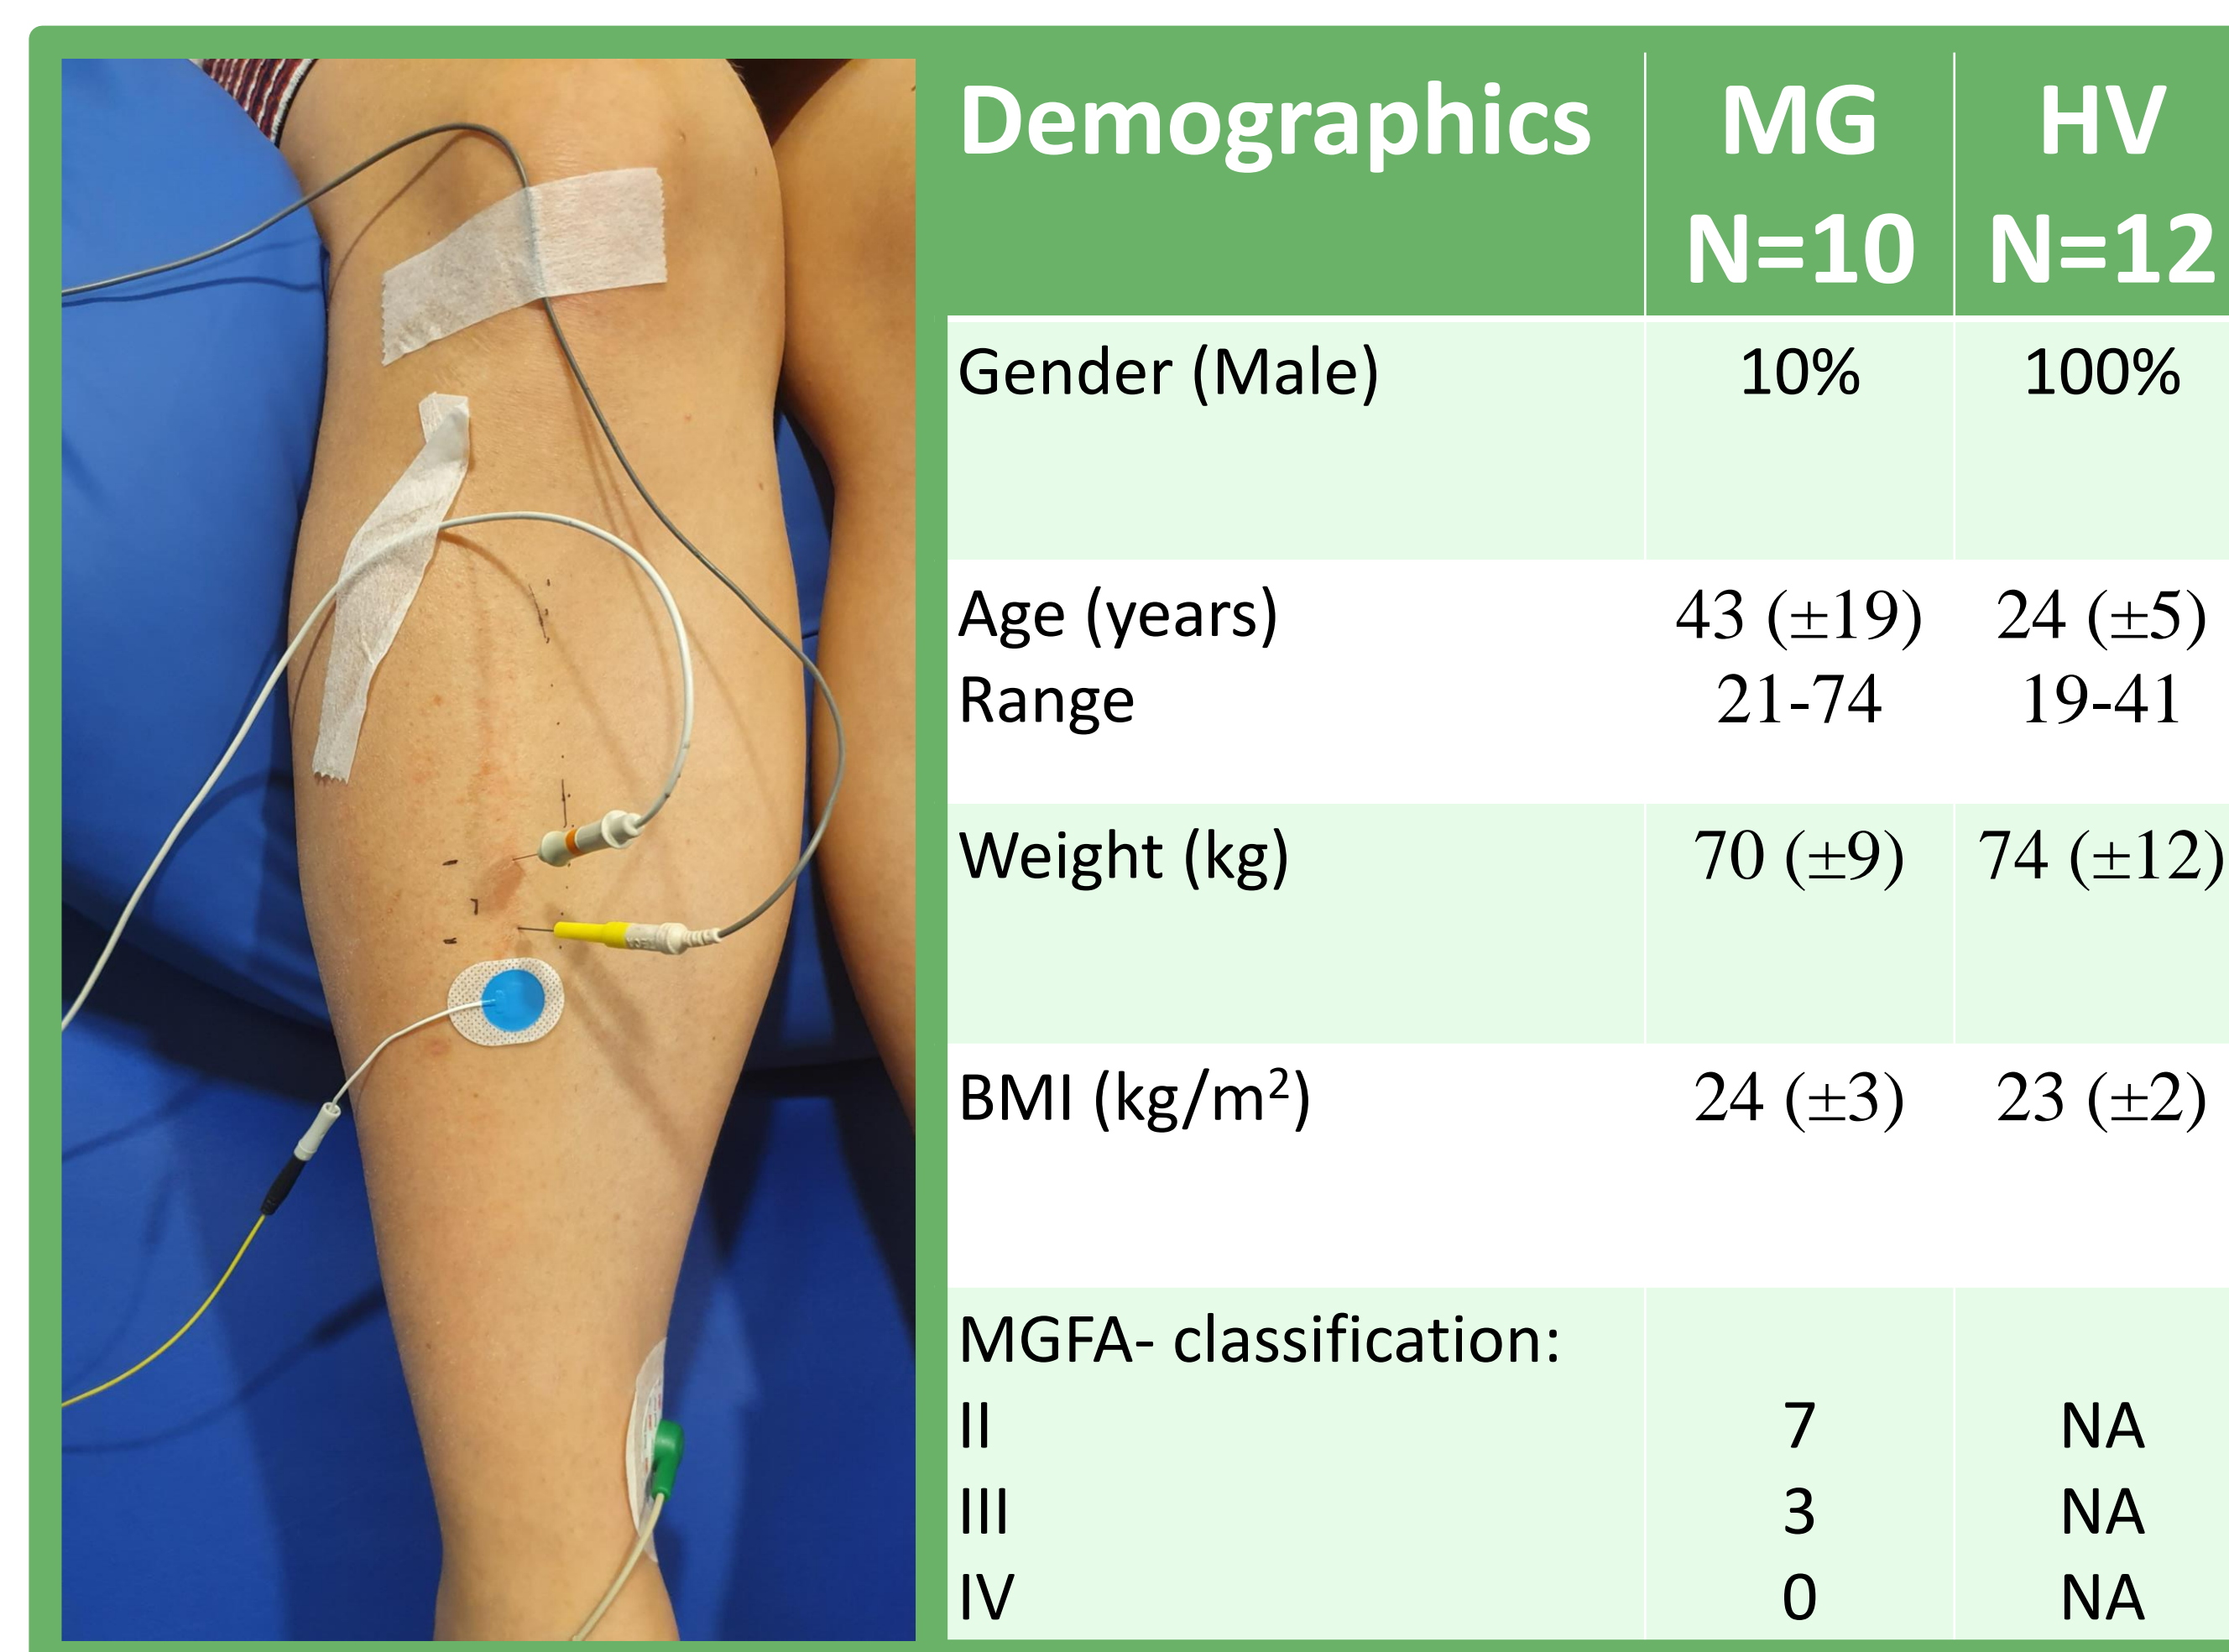 Demographics MG HV
N=10 N=12
Gender (Male) 10% 100%
Age (years) 43 (±19) 24 (±5)
Range 21-74 19-41
Weight (kg) 70 (±9) 74 (±12)
BMI (kg/m²) 24 (±3) 23 (±2)
MGFA- classification:
II 7 NA
III 3 NA
IV 0 NA